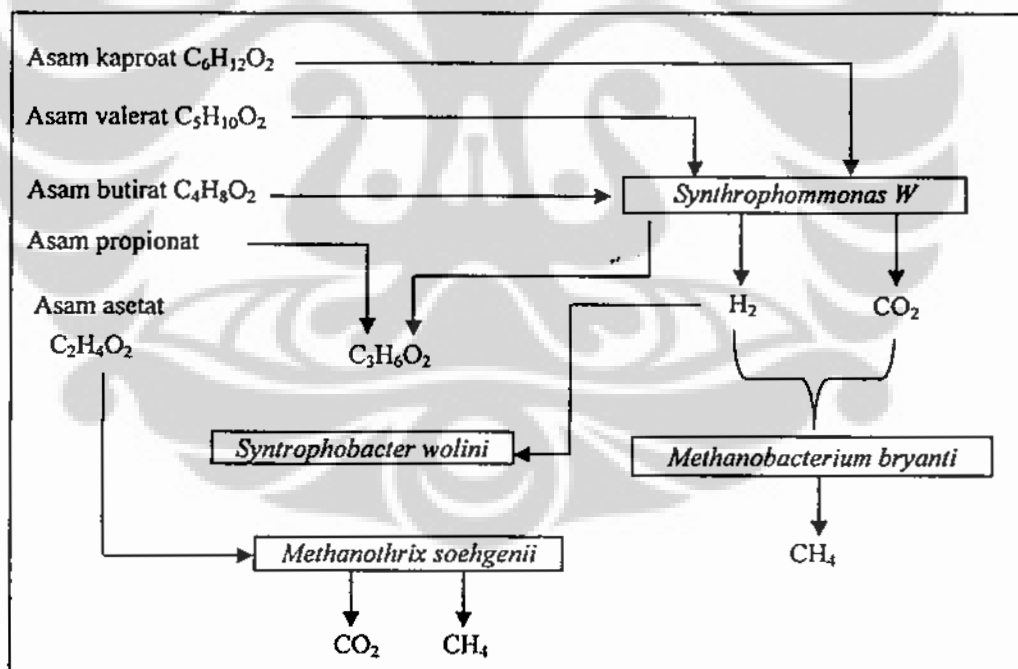 Asam kaproat C₆H₁₂O₂
Asam valerat C₅H₁₀O₂
Asam butirat C₄H₈O₂
Synthrophommonas W
Asam propionat
Asam asetat
C₂H₄O₂
H₂
CO₂
C₃H₆O₂
Syntrophobacter wolini
Methanobacterium bryanti
Methanothrix soehgenii
CH₄
CO₂
CH₄